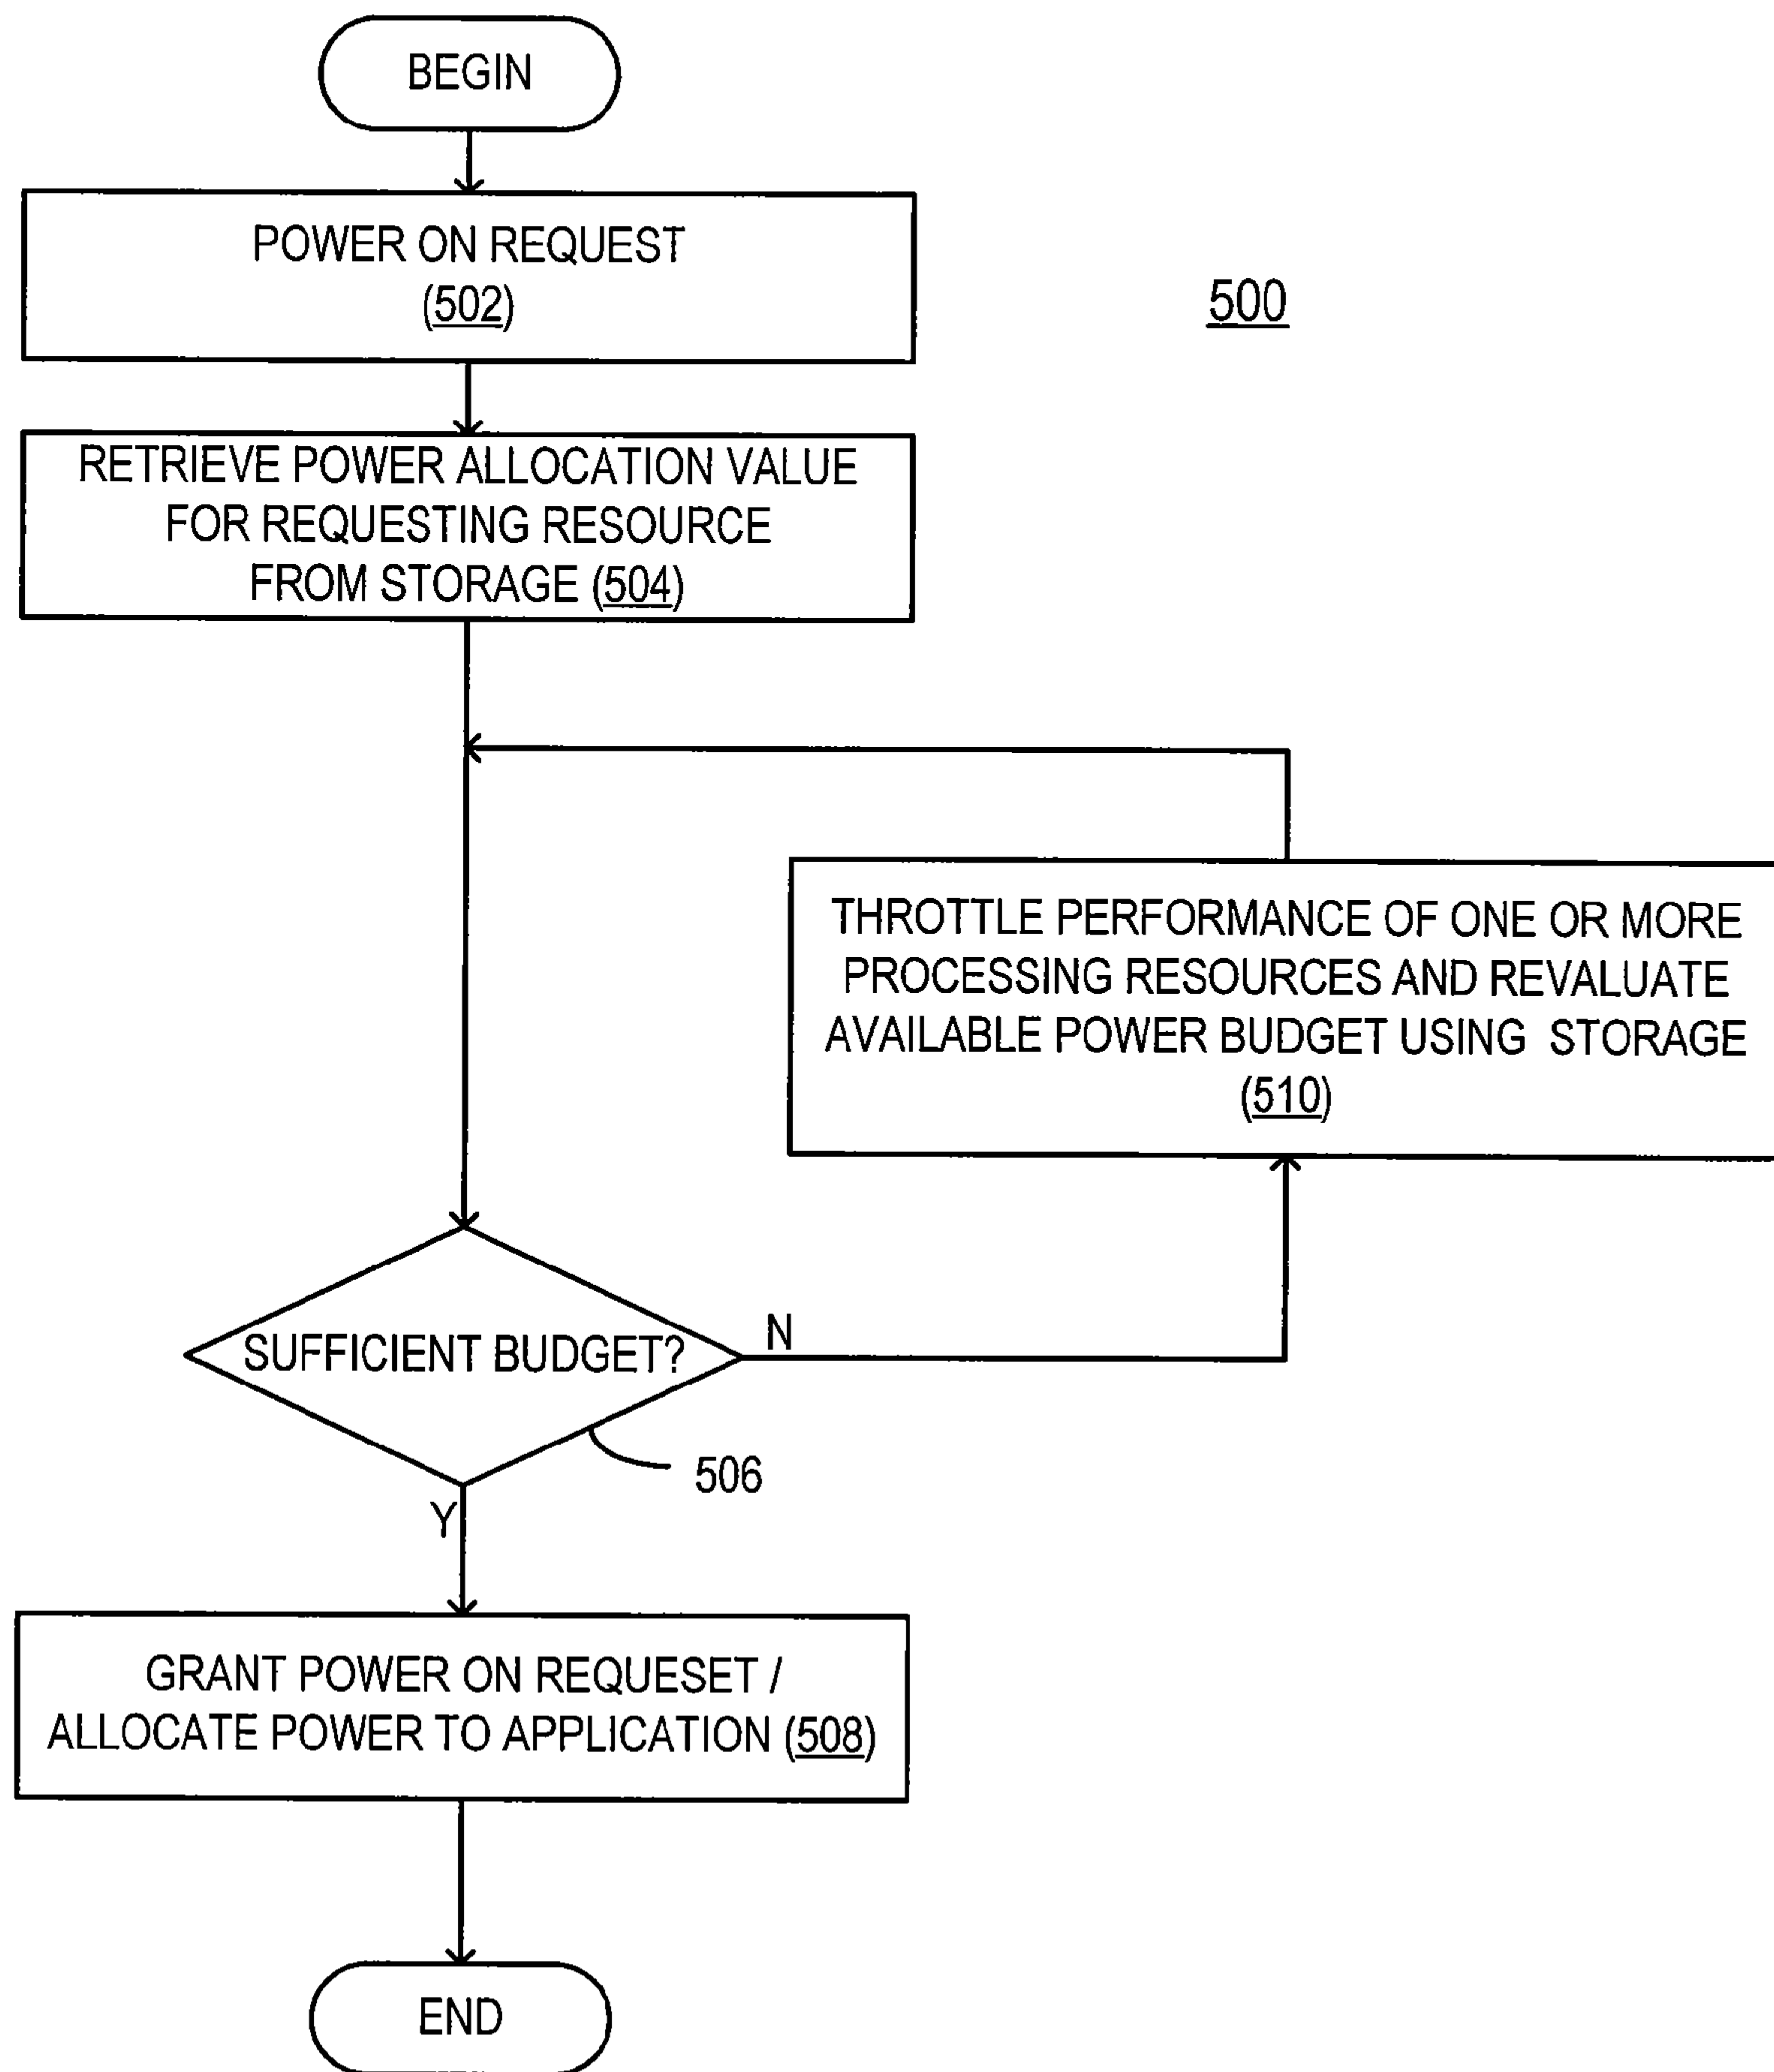 BEGIN
POWER ON REQUEST
(502)
500
RETRIEVE POWER ALLOCATION VALUE
FOR REQUESTING RESOURCE
FROM STORAGE (504)
THROTTLE PERFORMANCE OF ONE OR MORE
PROCESSING RESOURCES AND REVALUATE
AVAILABLE POWER BUDGET USING STORAGE
(510)
SUFFICIENT BUDGET?
N
506
Y
GRANT POWER ON REQUESET /
ALLOCATE POWER TO APPLICATION (508)
END